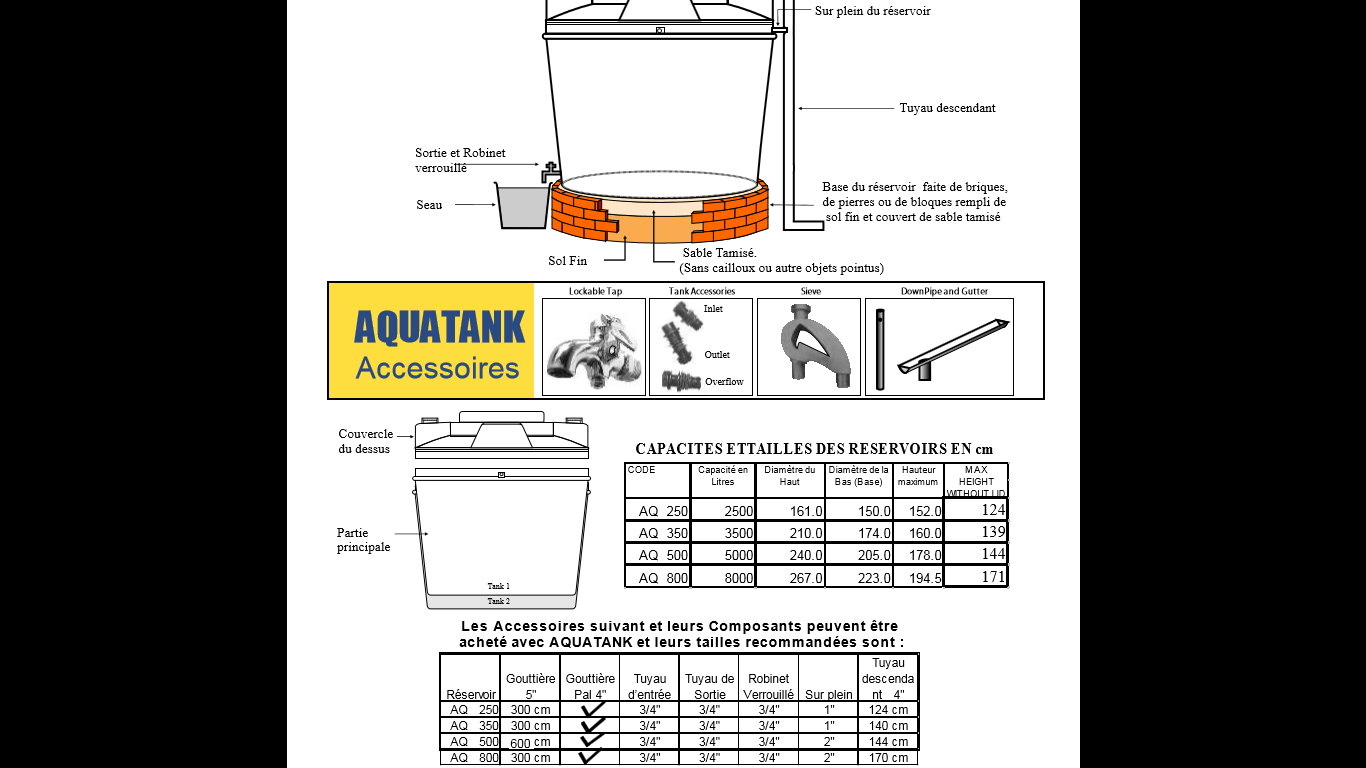 Sur plein du réservoir
Tuyau descendant
Sortie et Robinet
verrouillé
Seau
Base du réservoir faite de briques,
de pierres ou de bloques rempli de
sol fin et couvert de sable tamisé
Sol Fin
Sable Tamisé.
(Sans cailloux ou autre objets pointus)
AQUATANK
Accessoires
Lockable Tap
Tank Accessories
Inlet
Outlet
Overflow
Sieve
DownPipe and Gutter
Couvercle
du dessus
Partie
principale
Tank 1
Tank 2
CAPACITES ETTAILLES DES RESERVOIRS EN cm
CODE Capacité en Litres Diamétre du Haut Diamétre de la Bas (Base) Hauteur maximum MAX HEIGHT WITHOUT LID
AQ 250 2500 161.0 150.0 152.0 124
AQ 350 3500 210.0 174.0 160.0 139
AQ 500 5000 240.0 205.0 178.0 144
AQ 800 8000 267.0 223.0 194.5 171
Les Accessoires suivant et leurs Composants peuvent être
acheté avec AQUATANK et leurs tailles recommandées sont :
Réservoir Gouttière 5" Gouttière Pal 4" Tuyau d'entrée Tuyau de Sortie Robinet Verrouillé Sur plein Tuyau descenda nt 4"
AQ 250 300 cm ✓ 3/4" 3/4" 3/4" 1" 124 cm
AQ 350 300 cm ✓ 3/4" 3/4" 3/4" 1" 140 cm
AQ 500 600 cm ✓ 3/4" 3/4" 3/4" 2" 144 cm
AQ 800 300 cm ✓ 3/4" 3/4" 3/4" 2" 170 cm